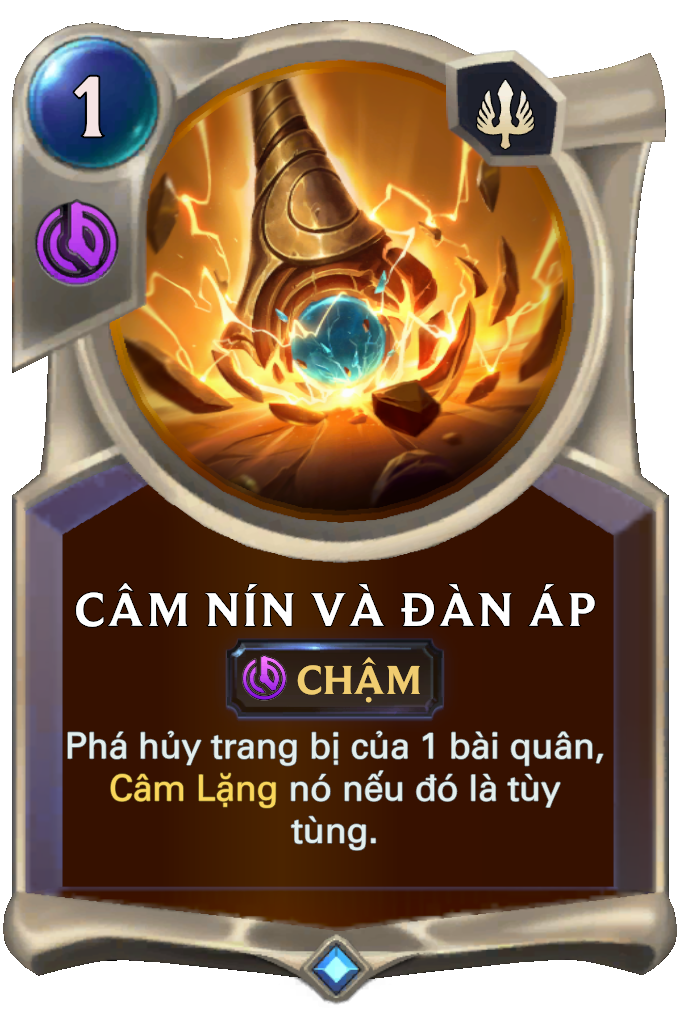 1
CÂM NÍN VÀ ĐÀN ÁP
CHẬM
Phá hủy trang bị của 1 bài quân,
Câm Lặng nó nếu đó là tùy
tùng.